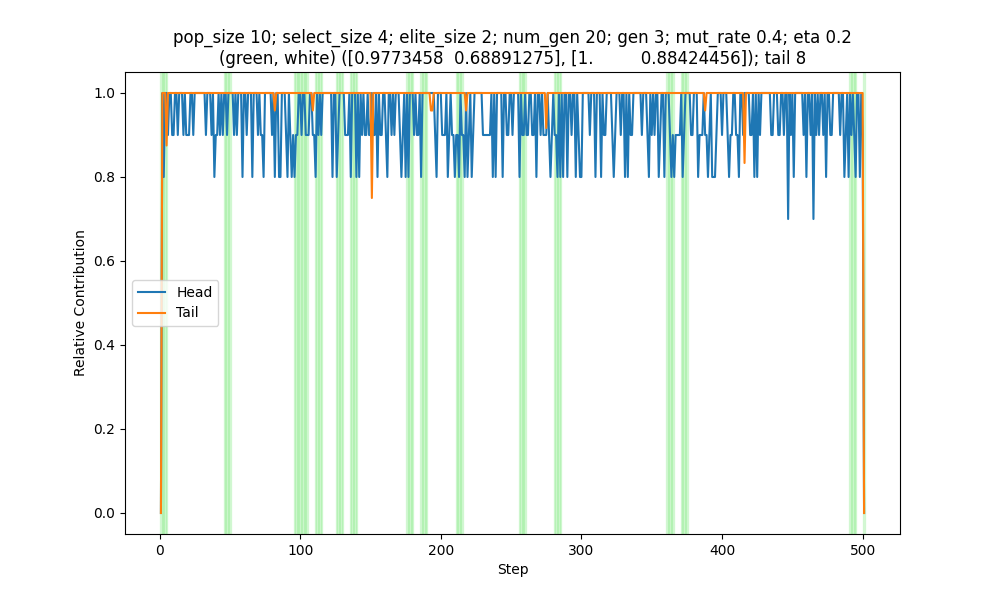 pop_size 10; select_size 4; elite_size 2; num_gen 20; gen 3; mut_rate 0.4; eta 0.2
(green, white) ([0.9773458  0.68891275], [1.         0.88424456]); tail 8
1.0
0.8
0.6
0.4
0.2
0.0
Relative Contribution
Head
Tail
0
100
200
300
400
500
Step